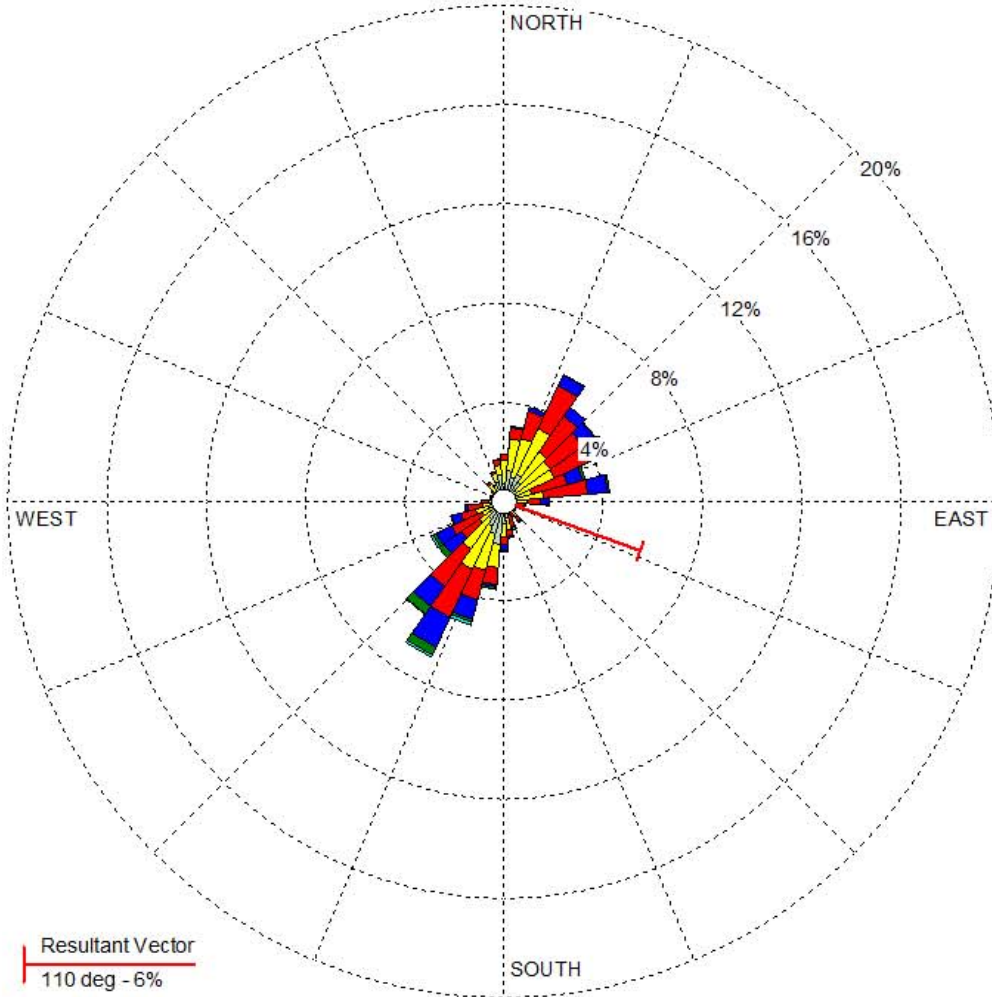 NORTH
20%
16%
12%
8%
4%
WEST
EAST
SOUTH
Resultant Vector
110 deg - 6%